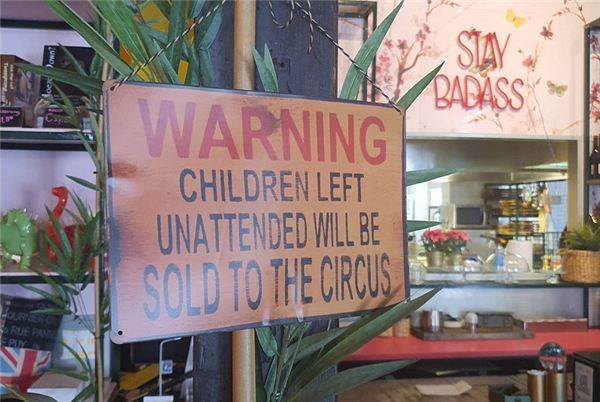 WARNING
CHILDREN LEFT
UNATTENDED WILL BE
SOLD TO THE CIRCUS
STAY
BADASS